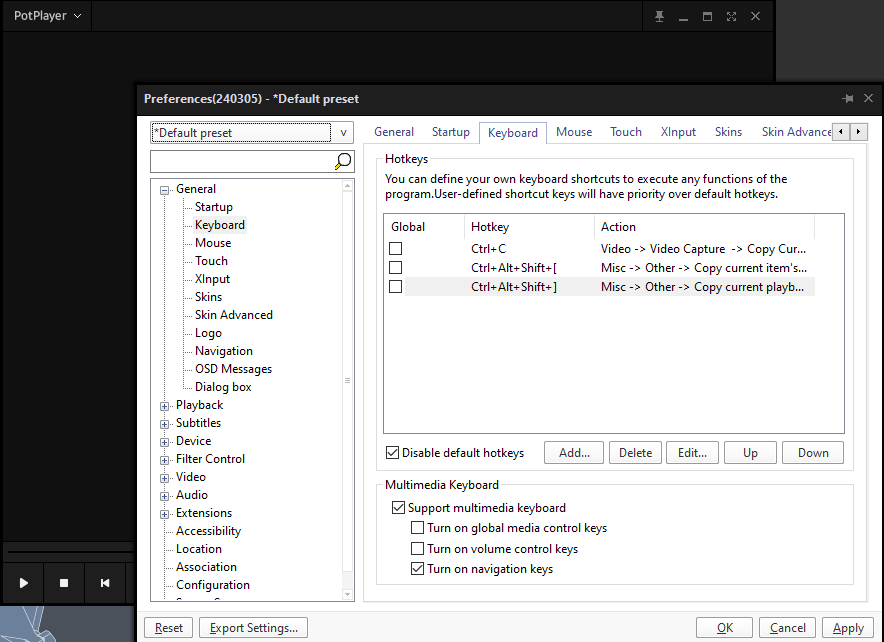 PotPlayer
Preferences(240305) - *Default preset
*Default preset
General
Startup
Keyboard
Mouse
Touch
XInput
Skins
Skin Advanced
Logo
Navigation
OSD Messages
Dialog box
Playback
Subtitles
Device
Filter Control
Video
Audio
Extensions
Accessibility
Location
Association
Configuration
General Startup Keyboard Mouse Touch XInput Skins Skin Advance
Hotkeys
You can define your own keyboard shortcuts to execute any functions of the
program.User-defined shortcut keys will have priority over default hotkeys.
Global Hotkey Action
Ctrl+C Video -> Video Capture -> Copy Cur...
Ctrl+Alt+Shift+[ Misc -> Other -> Copy current item's...
Ctrl+Alt+Shift+] Misc -> Other -> Copy current playb...
Disable default hotkeys Add... Delete Edit... Up Down
Multimedia Keyboard
Support multimedia keyboard
Turn on global media control keys
Turn on volume control keys
Turn on navigation keys
Reset Export Settings... OK Cancel Apply